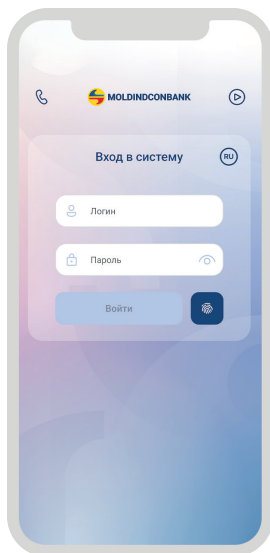 MOLDINDCONBANK
Вход в систему
RU
Логин
Пароль
Войти